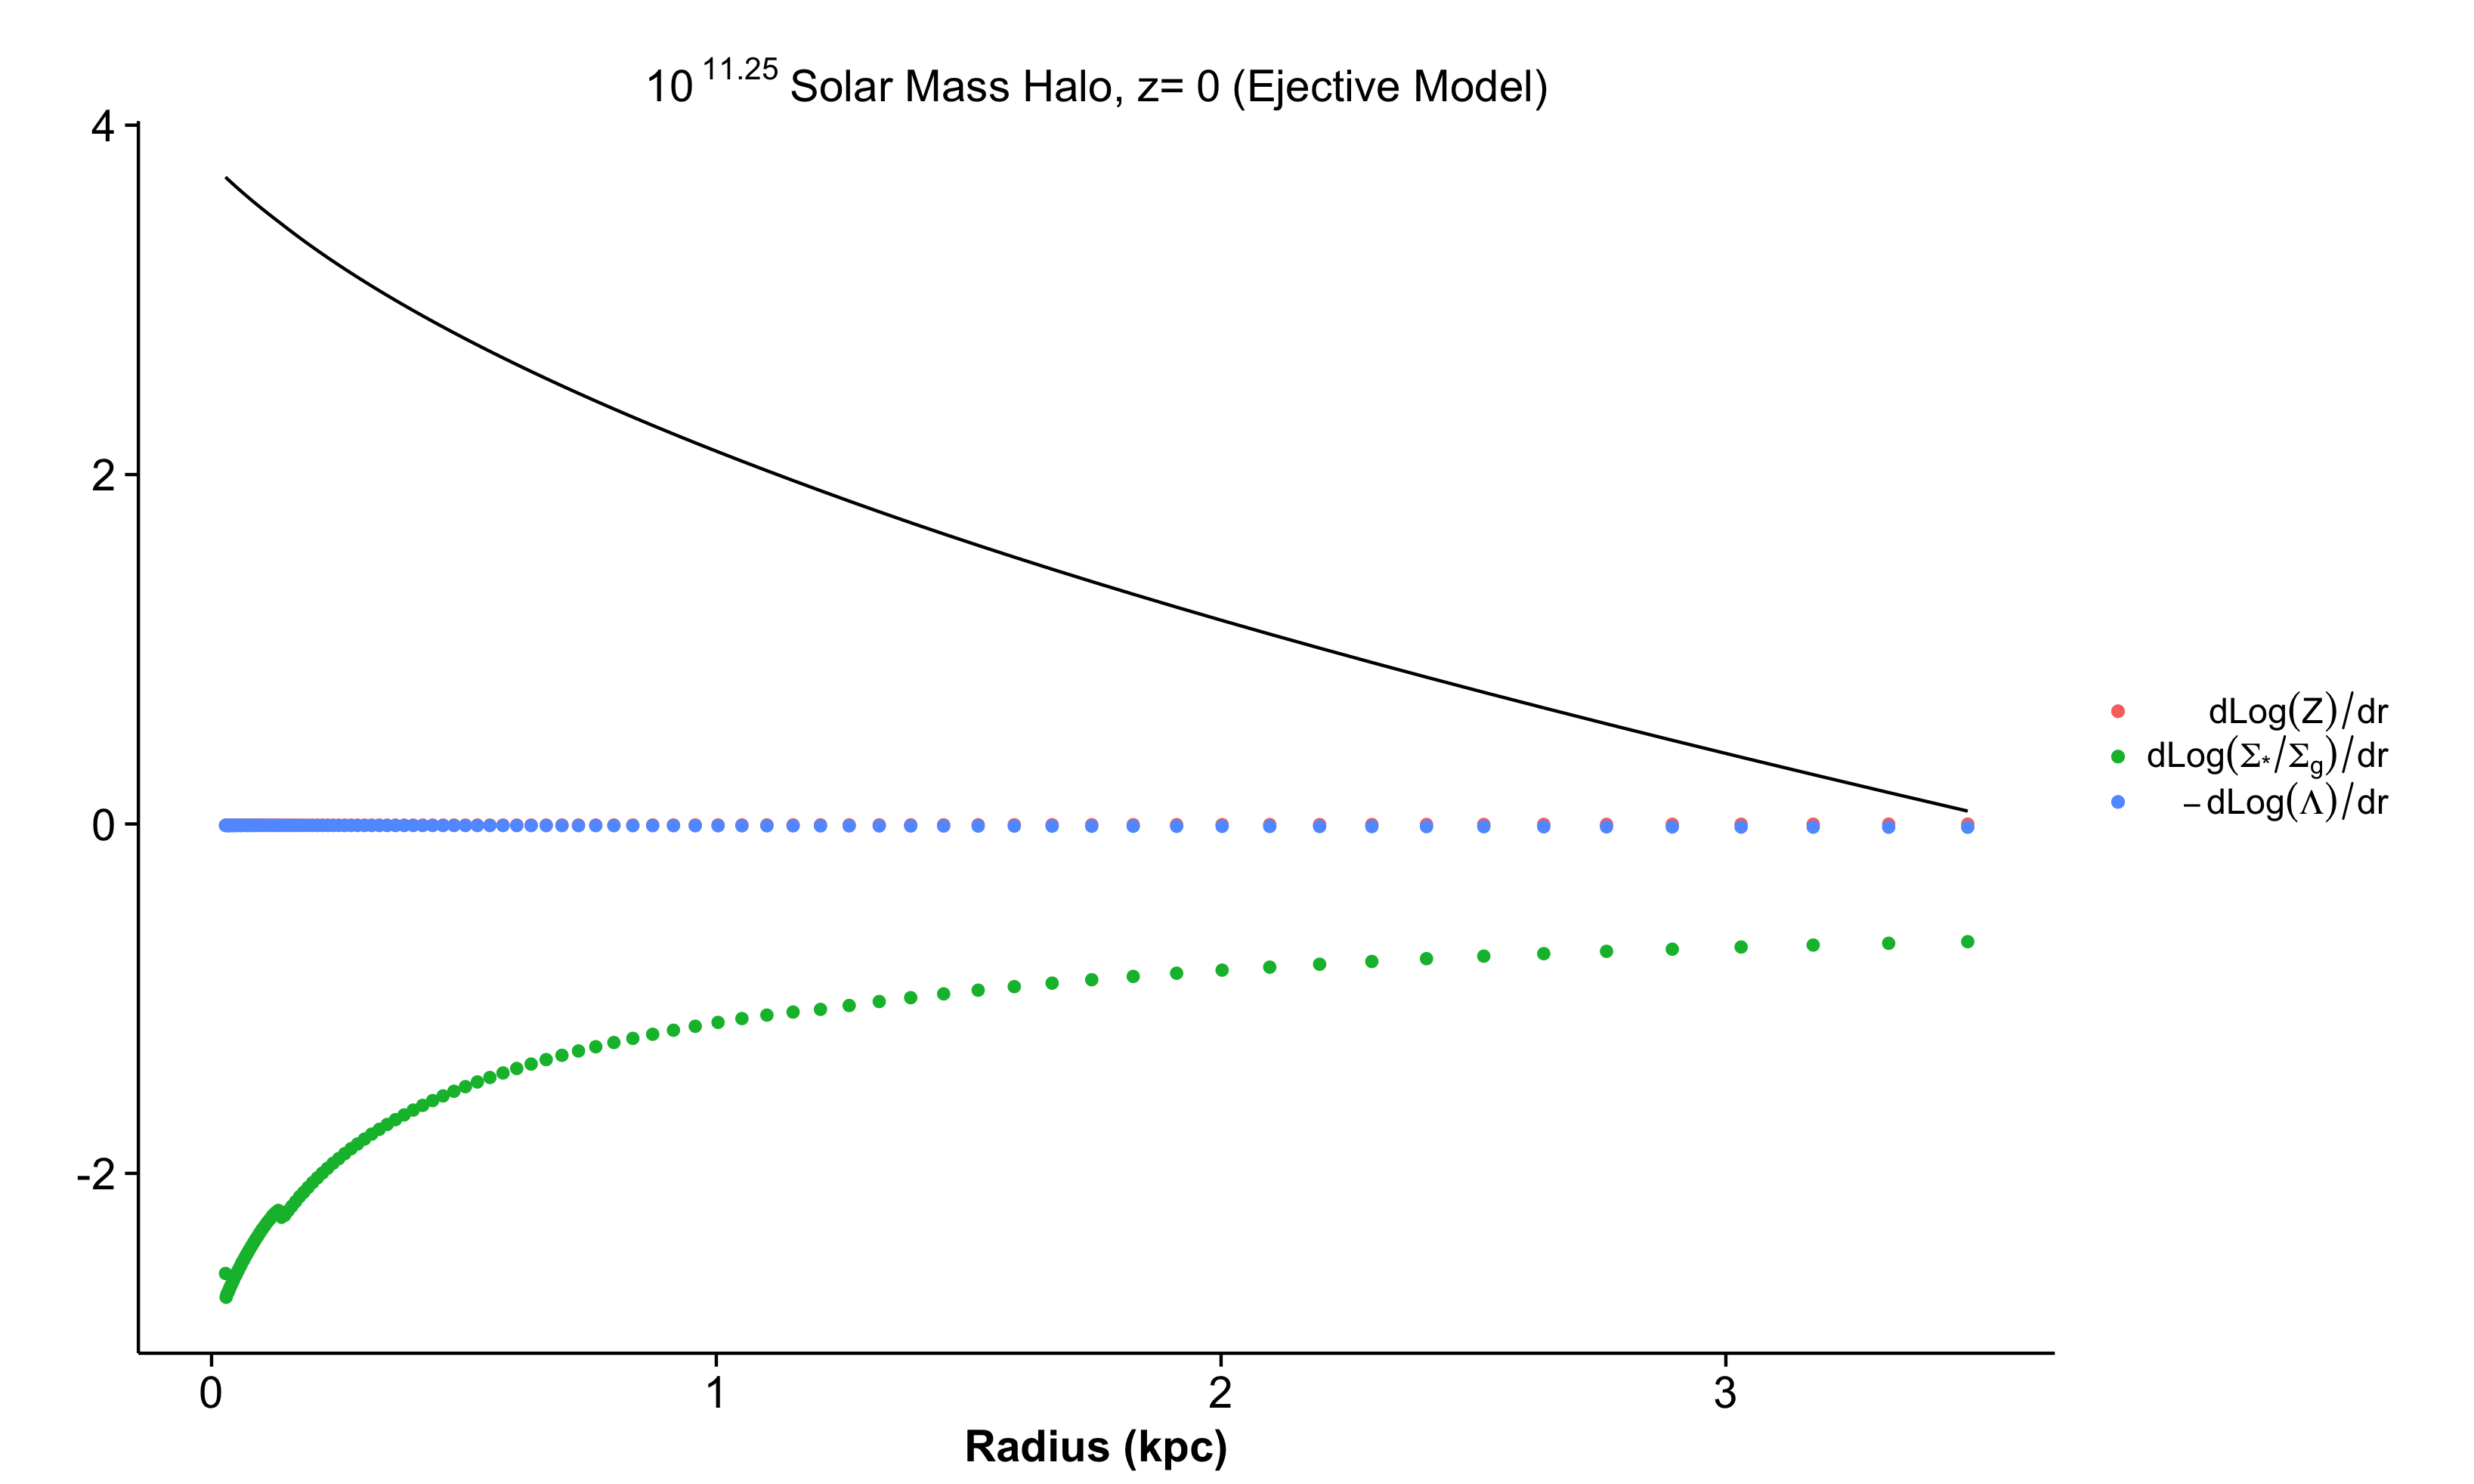 10^11.25 Solar Mass Halo, z= 0 (Ejective Model)
4
2
0
-2
0 1 2 3
Radius (kpc)
dLog(Z)/dr
dLog(Σ*/Σg)/dr
−dLog(Λ)/dr